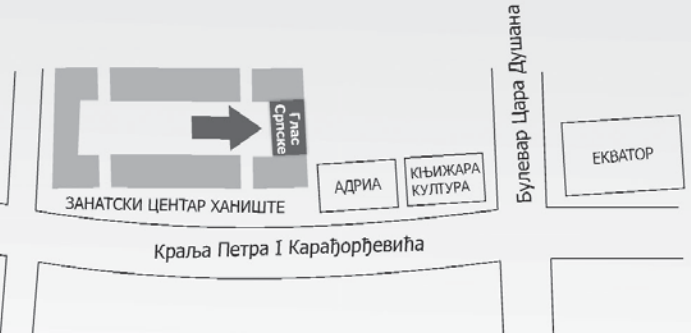 Булевар Цара Душана
Глас
Српске
АДРИА
КЊИЖАРА
КУЛТУРА
ЕКВАТОР
ЗАНАТСКИ ЦЕНТАР ХАНИШТЕ
Краља Петра I Карађорђевића